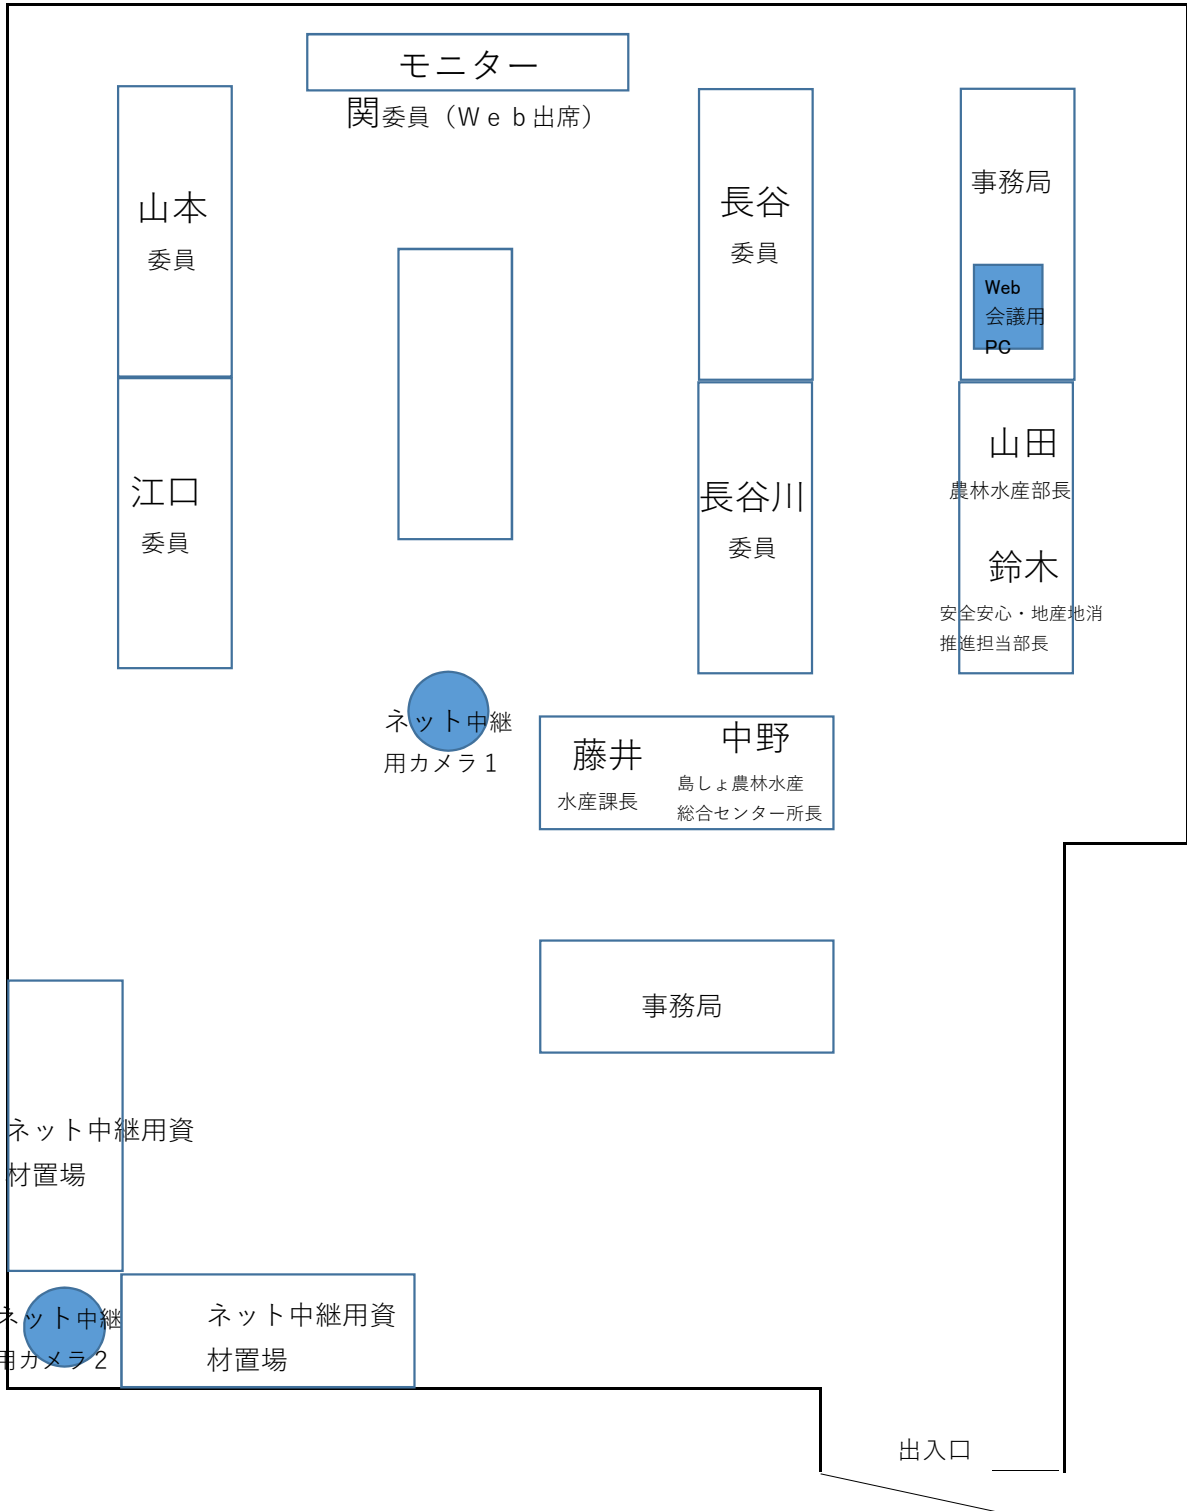 モニター
関委員（Ｗｅｂ出席）
山本
委員
長谷
委員
事務局
Web
会議用
PC
江口
委員
長谷川
委員
山田
農林水産部長
鈴木
安全安心・地産地消
推進担当部長
ネット中継
用カメラ１
藤井
水産課長
中野
島しょ農林水産
総合センター所長
事務局
ネット中継用資
材置場
ネット中継
用カメラ２
ネット中継用資
材置場
出入口